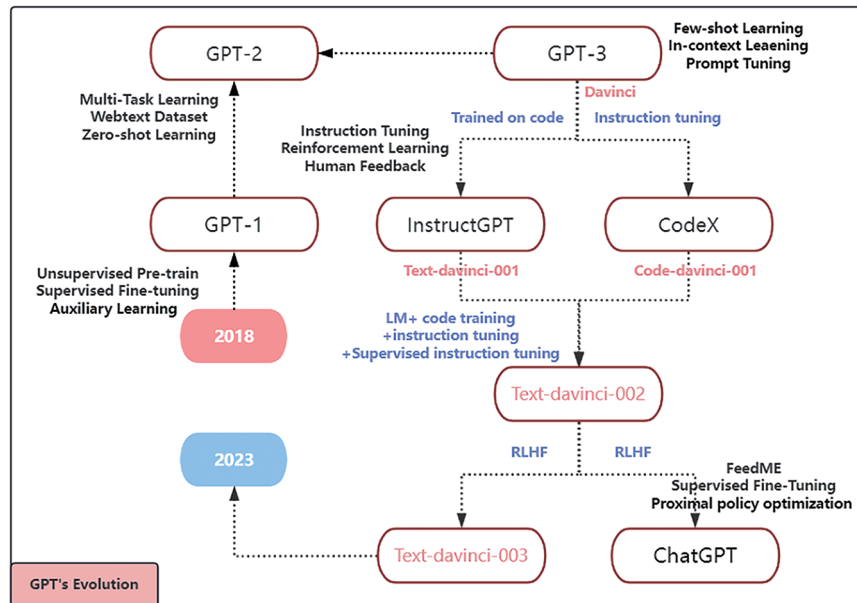 GPT-2
GPT-3
Few-shot Learning
In-context Leaening
Prompt Tuning
Davinci
Multi-Task Learning
Webtext Dataset
Zero-shot Learning
Trained on code
Instruction tuning
Instruction Tuning
Reinforcement Learning
Human Feedback
GPT-1
InstructGPT
CodeX
Text-davinci-001
Code-davinci-001
Unsupervised Pre-train
Supervised Fine-tuning
Auxiliary Learning
2018
LM+ code training
+instruction tuning
+Supervised instruction tuning
Text-davinci-002
2023
RLHF
RLHF
FeedME
Supervised Fine-Tuning
Proximal policy optimization
Text-davinci-003
ChatGPT
GPT's Evolution